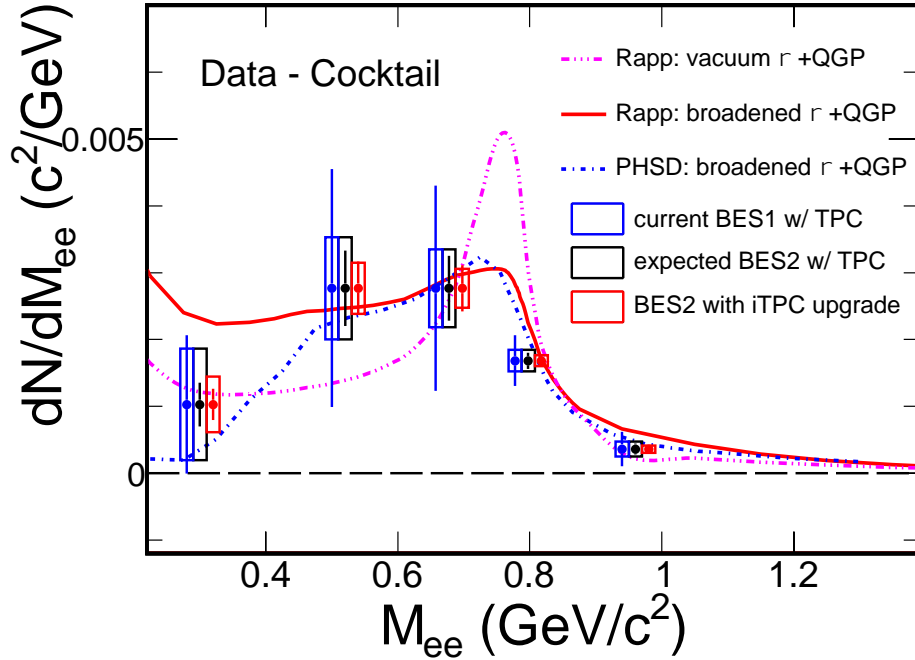 Data - Cocktail
Rapp: vacuum r +QGP
Rapp: broadened r +QGP
PHSD: broadened r +QGP
current BES1 w/ TPC
expected BES2 w/ TPC
BES2 with iTPC upgrade
dN/dM_ee (c²/GeV)
0.005
0
0.4 0.6 0.8 1 1.2
M_ee (GeV/c²)